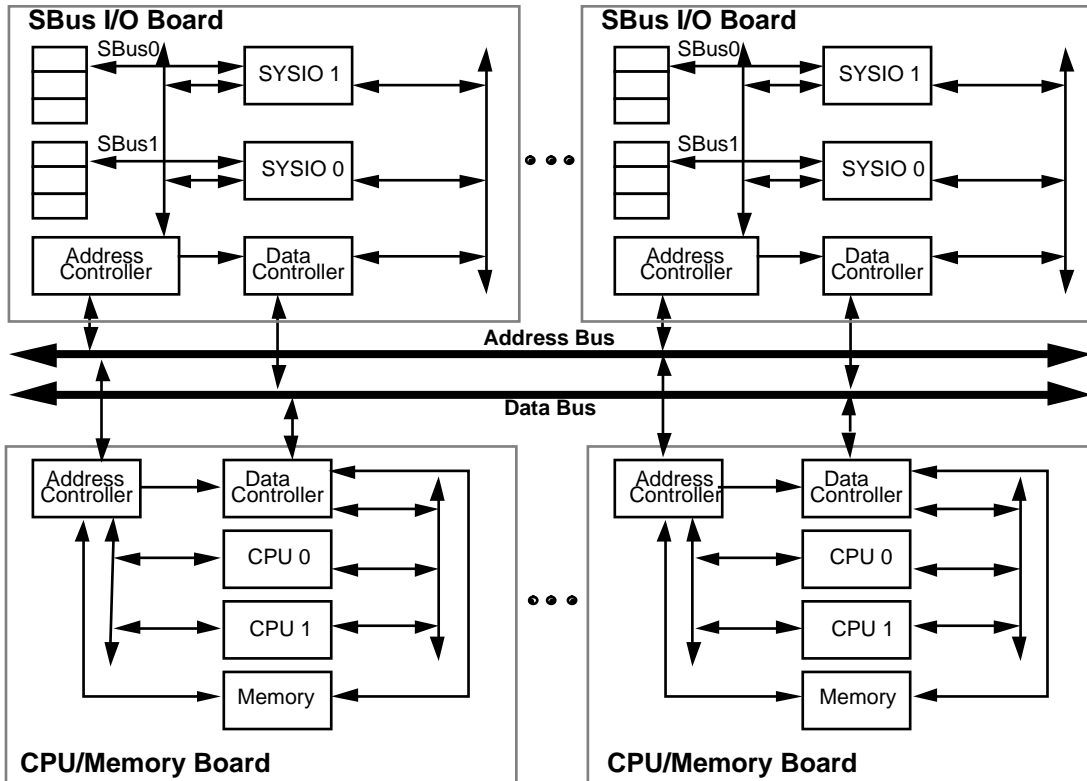 SBus I/O Board
SBus0
SYSIO 1
SBus1
SYSIO 0
Address
Controller
Data
Controller
SBus I/O Board
SBus0
SYSIO 1
SBus1
SYSIO 0
Address
Controller
Data
Controller
Address Bus
Data Bus
Address
Controller
Data
Controller
CPU 0
CPU 1
Memory
CPU/Memory Board
Address
Controller
Data
Controller
CPU 0
CPU 1
Memory
CPU/Memory Board